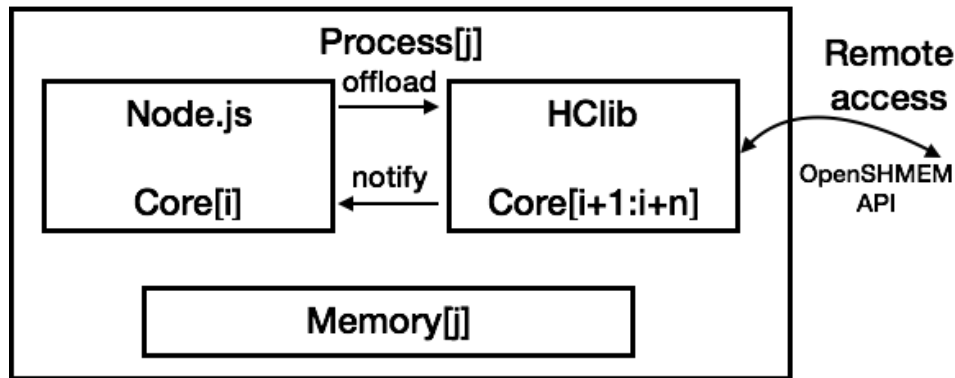 Process[j]
offload
Node.js
HClib
notify
Core[i]
Core[i+1:i+n]
Memory[j]
Remote
access
OpenSHMEM
API